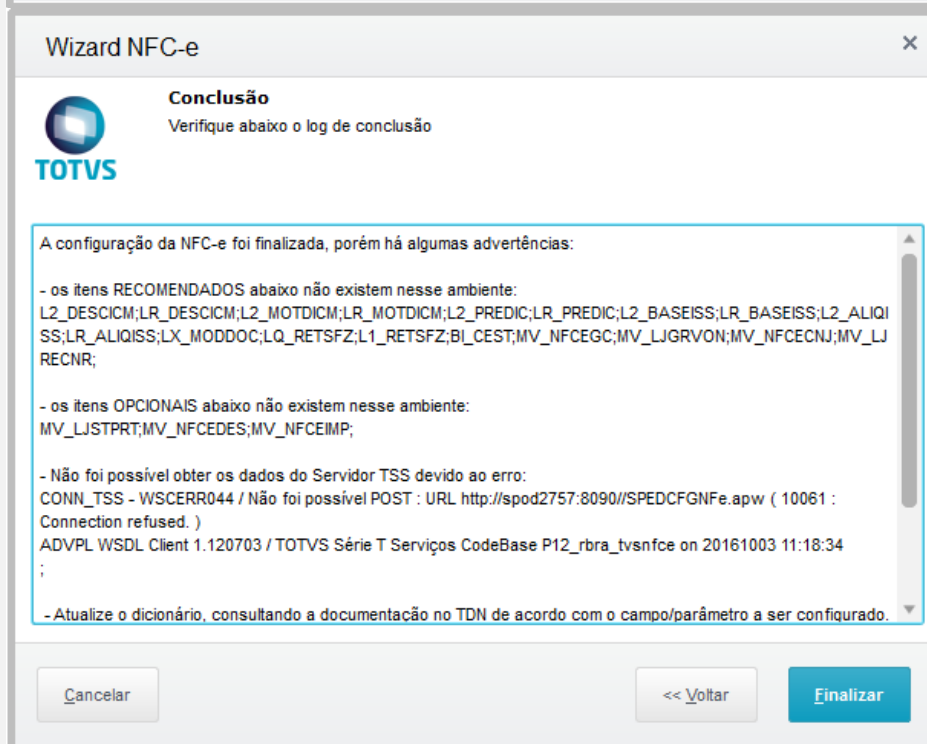 Wizard NFC-e
×
Conclusão
Verifique abaixo o log de conclusão
TOTVS
A configuração da NFC-e foi finalizada, porém há algumas advertências:
- os itens RECOMENDADOS abaixo não existem nesse ambiente:
L2_DESCICM;LR_DESCICM;L2_MOTDICM;LR_MOTDICM;L2_PREDIC;LR_PREDIC;L2_BASEISS;LR_BASEISS;L2_ALIQI
SS;LR_ALIQISS;LX_MODDOC;LQ_RETSFZ;L1_RETSFZ;BI_CEST;MV_NFCEGC;MV_LJGRVON;MV_NFCECNJ;MV_LJ
RECNR;
- os itens OPCIONAIS abaixo não existem nesse ambiente:
MV_LJSTPRT;MV_NFCEDES;MV_NFCEIMP;
- Não foi possível obter os dados do Servidor TSS devido ao erro:
CONN_TSS - WSCERR044 / Não foi possível POST : URL http://spod2757:8090//SPEDCFGNFe.apw ( 10061 :
Connection refused. )
ADVPL WSDL Client 1.120703 / TOTVS Série T Serviços CodeBase P12_rbra_tvsnfce on 20161003 11:18:34
;
- Atualize o dicionário, consultando a documentação no TDN de acordo com o campo/parâmetro a ser configurado.
Cancelar
<< Voltar
Finalizar